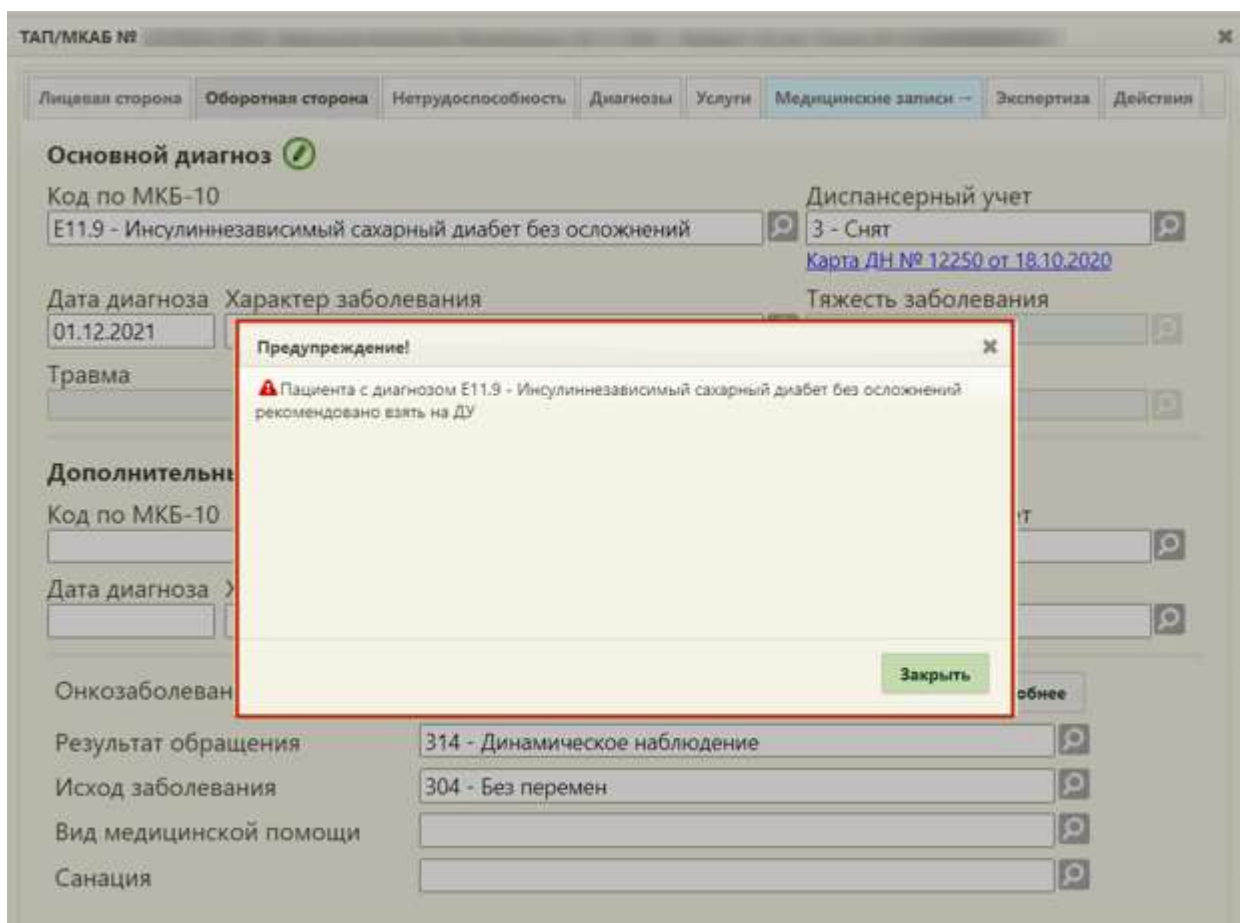 ТАП/МКАБ №
Лицевая сторона Оборотная сторона Нетрудоспособность Диагнозы Услуги Медицинские записи — Экспертиза Действия
Основной диагноз
Код по МКБ-10 Диспансерный учет
E11.9 - Инсулиннезависимый сахарный диабет без осложнений 3 - Снят
Карта ДН № 12250 от 18.10.2020
Дата диагноза Характер заболевания Тяжесть заболевания
01.12.2021
Предупреждение!
Травма
Пациента с диагнозом E11.9 - Инсулиннезависимый сахарный диабет без осложнений
рекомендовано взять на ДУ
Дополнительн
Код по МКБ-10
Дата диагноза
Закрыть
Онкозаболеван обнее
Результат обращения 314 - Динамическое наблюдение
Исход заболевания 304 - Без перемен
Вид медицинской помощи
Санация